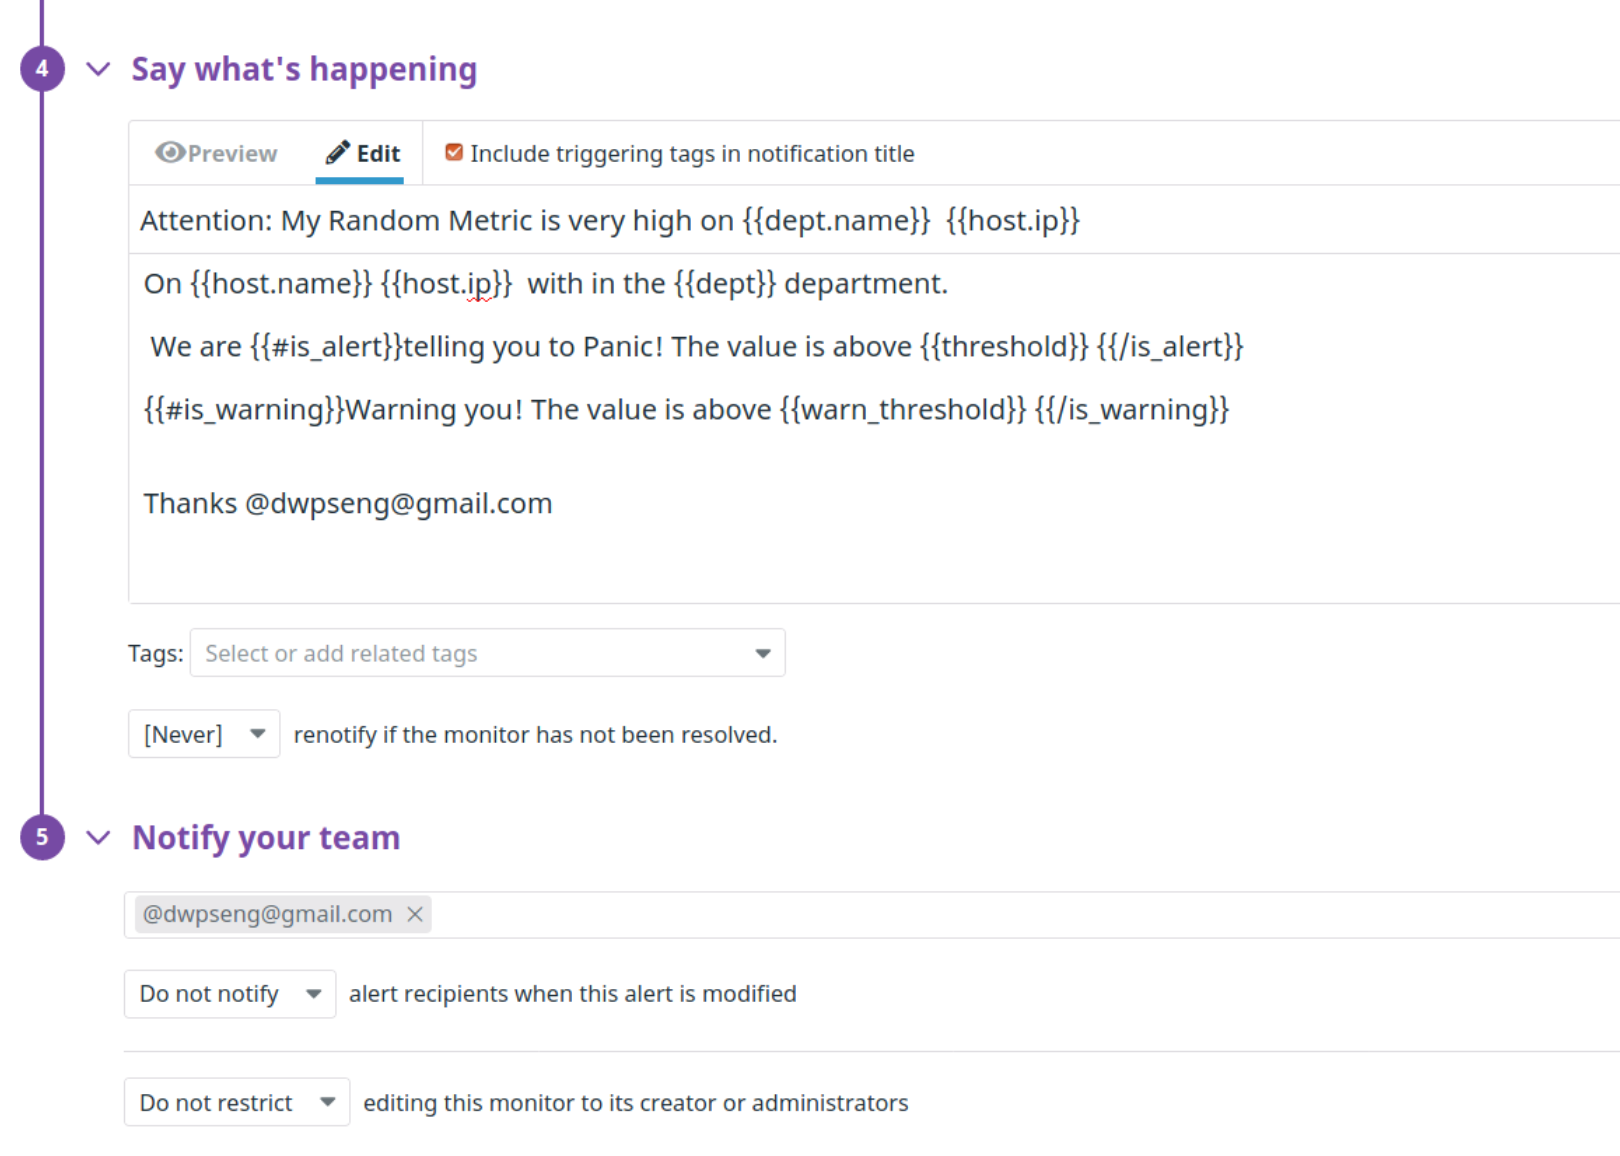 4 Say what's happening
Preview Edit Include triggering tags in notification title
Attention: My Random Metric is very high on {{dept.name}}  {{host.ip}}
On {{host.name}} {{host.ip}}  with in the {{dept}} department.
We are {{#is_alert}}telling you to Panic! The value is above {{threshold}} {{/is_alert}}
{{#is_warning}}Warning you! The value is above {{warn_threshold}} {{/is_warning}}
Thanks @dwpseng@gmail.com
Tags: Select or add related tags
[Never] renotify if the monitor has not been resolved.
5 Notify your team
@dwpseng@gmail.com ×
Do not notify alert recipients when this alert is modified
Do not restrict editing this monitor to its creator or administrators